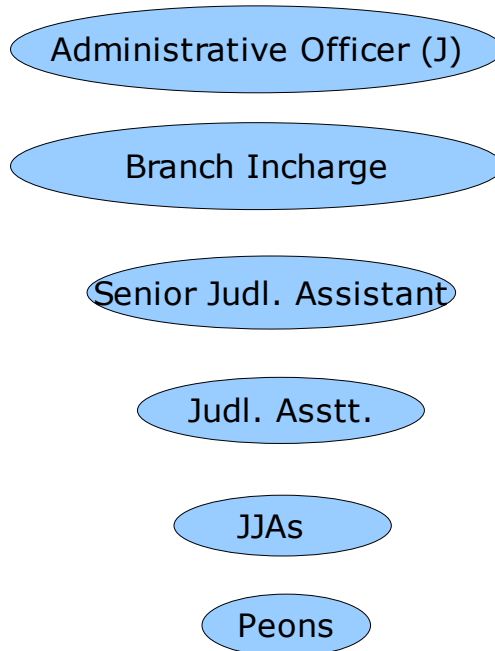 Administrative Officer (J)
Branch Incharge
Senior Judl. Assistant
Judl. Asstt.
JJAs
Peons